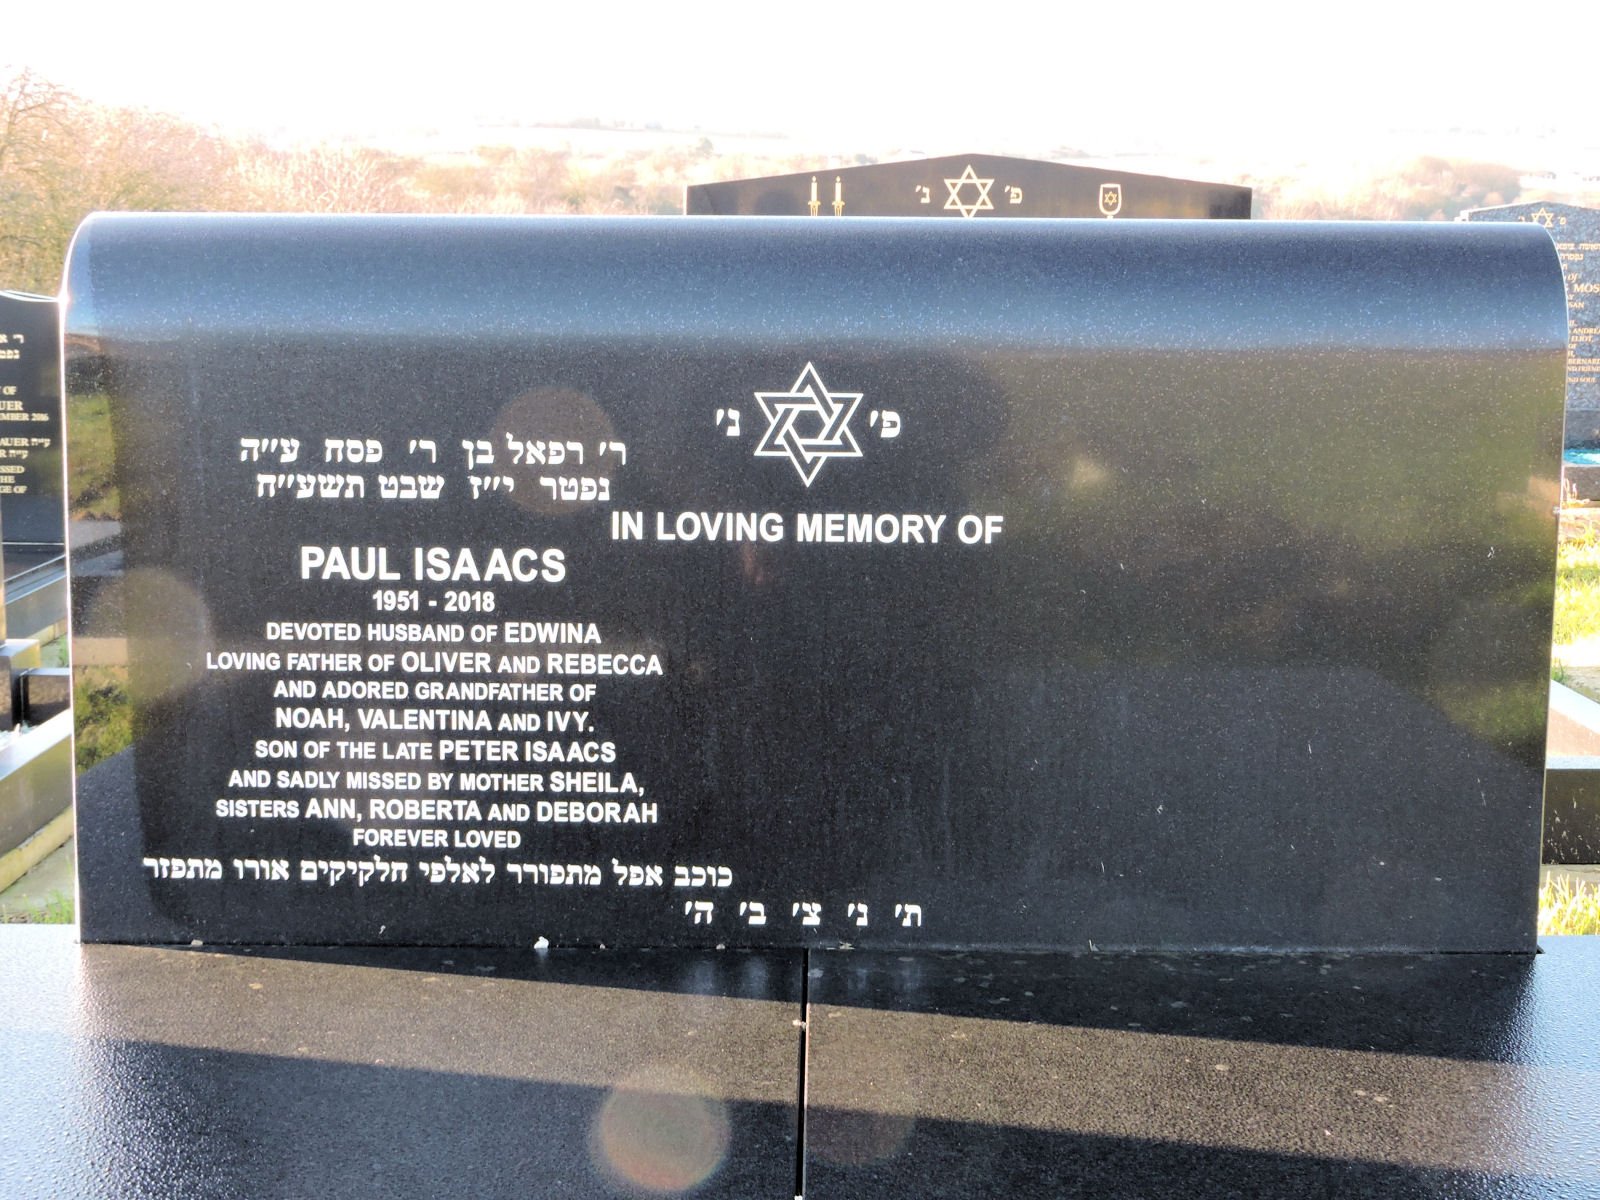 פ׳ נ׳
פ׳ נ׳
ר׳ רפאל בן ר׳ פסח ע״ה
נפטר י״ז שבט תשע״ח
IN LOVING MEMORY OF
PAUL ISAACS
1951 - 2018
DEVOTED HUSBAND OF EDWINA
LOVING FATHER OF OLIVER AND REBECCA
AND ADORED GRANDFATHER OF
NOAH, VALENTINA AND IVY.
SON OF THE LATE PETER ISAACS
AND SADLY MISSED BY MOTHER SHEILA,
SISTERS ANN, ROBERTA AND DEBORAH
FOREVER LOVED
כוכב אפל מתפורר לאלפי חלקיקים אורו מתפזר
ת׳ נ׳ צ׳ ב׳ ה׳